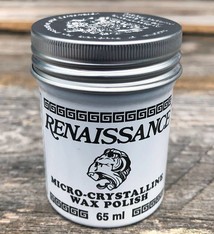 RENAISSANCE
MICRO-CRYSTALLINE
WAX POLISH
65 ml